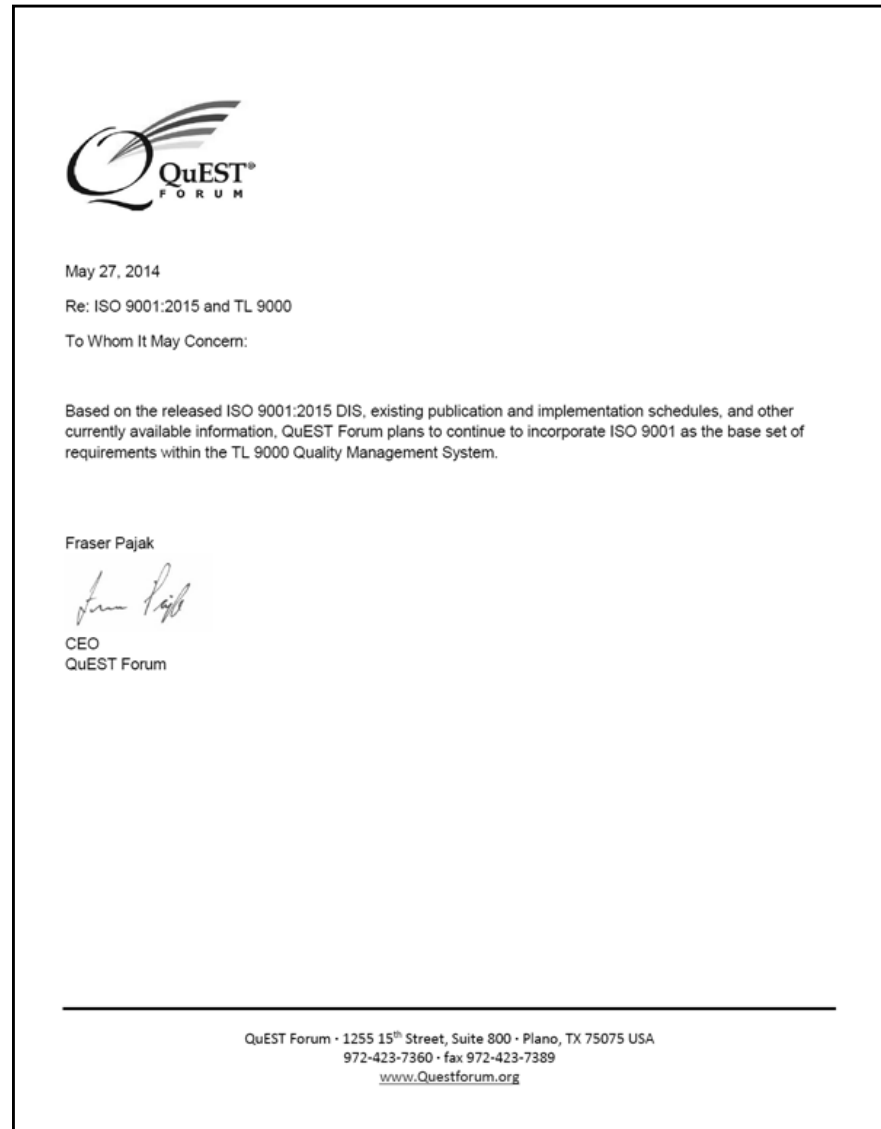 QuEST®
FORUM
May 27, 2014
Re: ISO 9001:2015 and TL 9000
To Whom It May Concern:
Based on the released ISO 9001:2015 DIS, existing publication and implementation schedules, and other
currently available information, QuEST Forum plans to continue to incorporate ISO 9001 as the base set of
requirements within the TL 9000 Quality Management System.
Fraser Pajak
CEO
QuEST Forum
QuEST Forum · 1255 15th Street, Suite 800 · Plano, TX 75075 USA
972-423-7360 · fax 972-423-7389
www.Questforum.org